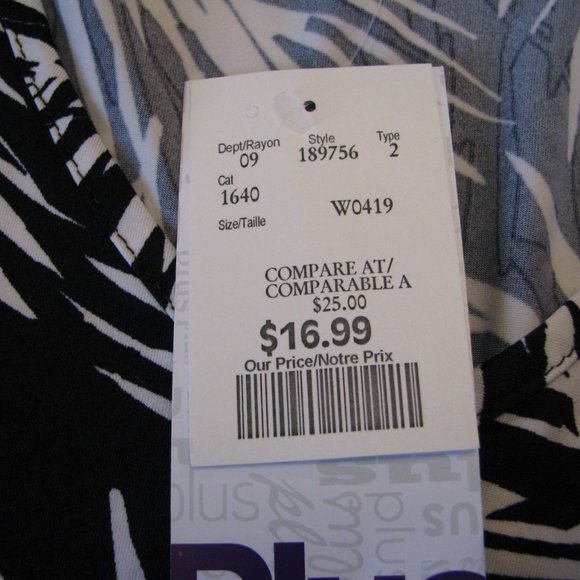 Dept/Rayon Style Type
09 189756 2
Cat
1640 W0419
Size/Taille
COMPARE AT/
COMPARABLE A
$25.00
$16.99
Our Price/Notre Prix
plus
plus
Plus